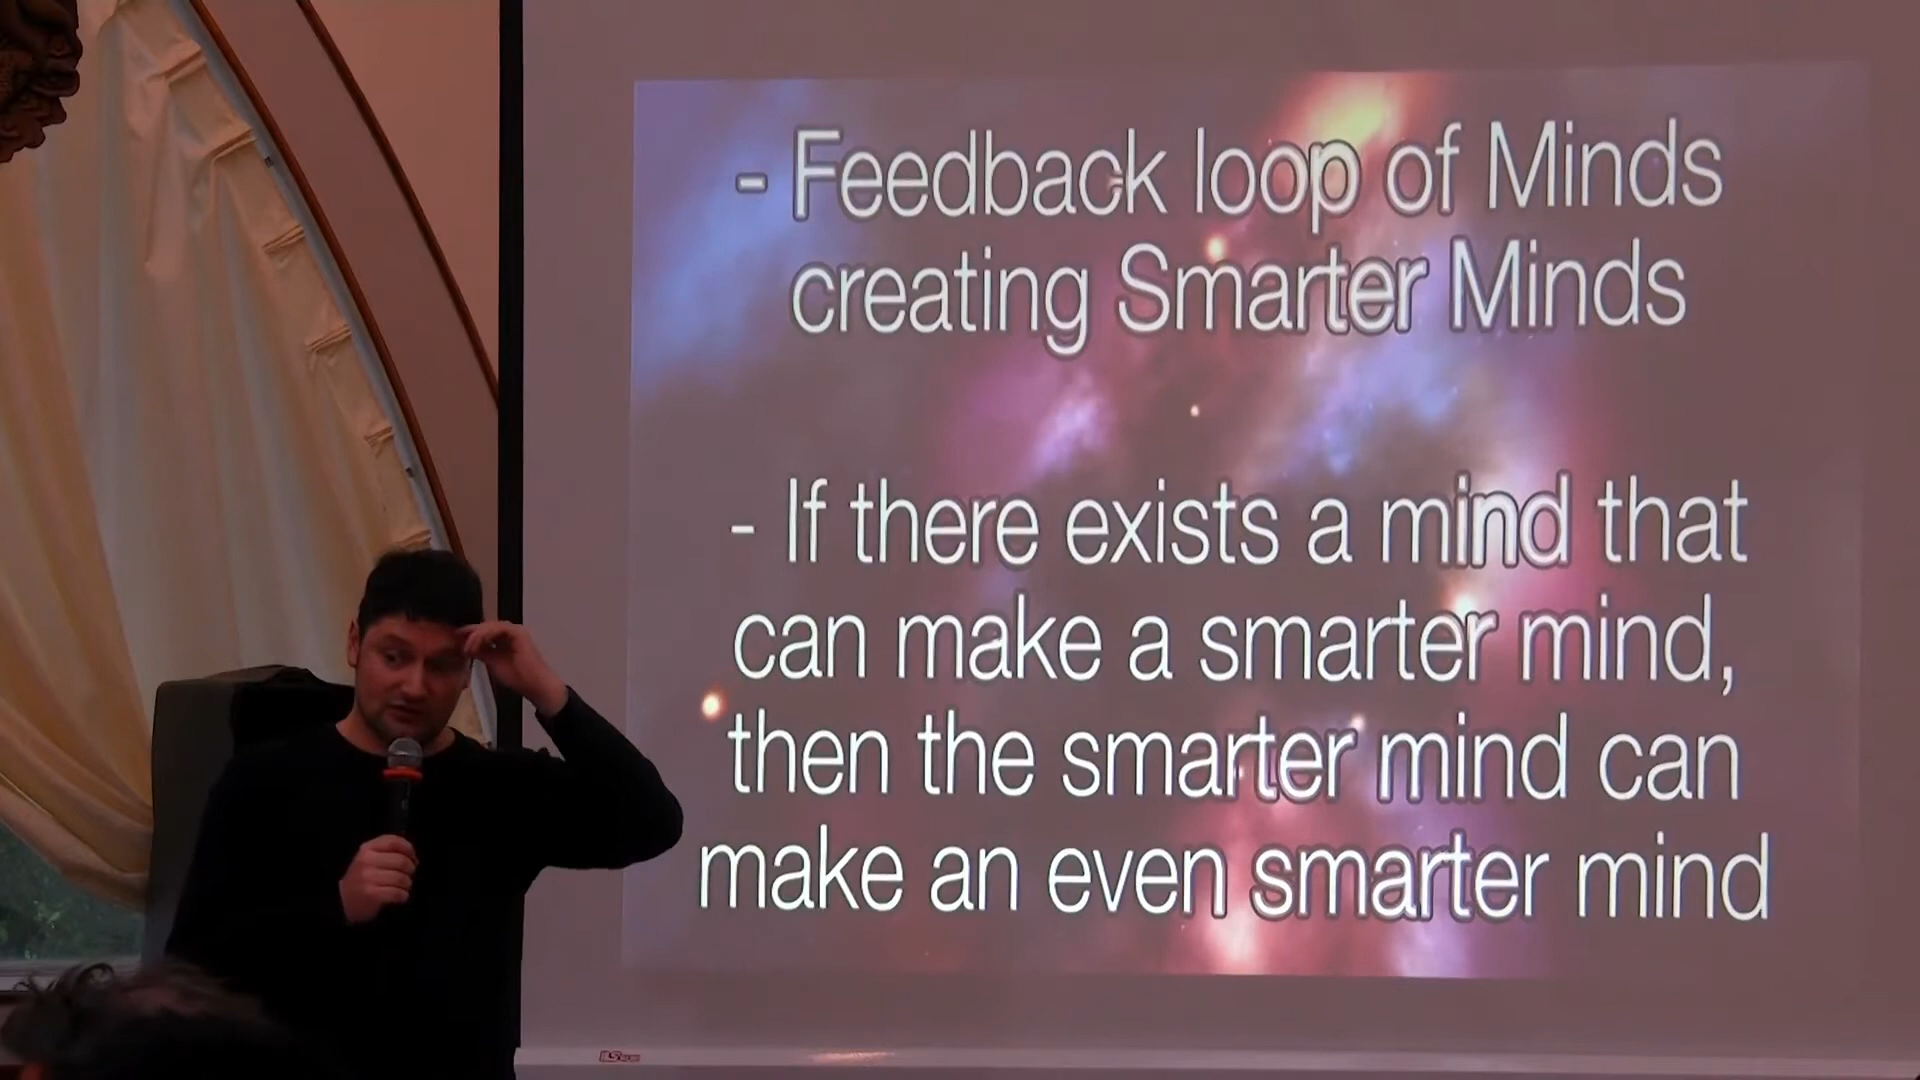 - Feedback loop of Minds
creating Smarter Minds
- If there exists a mind that
can make a smarter mind,
then the smarter mind can
make an even smarter mind